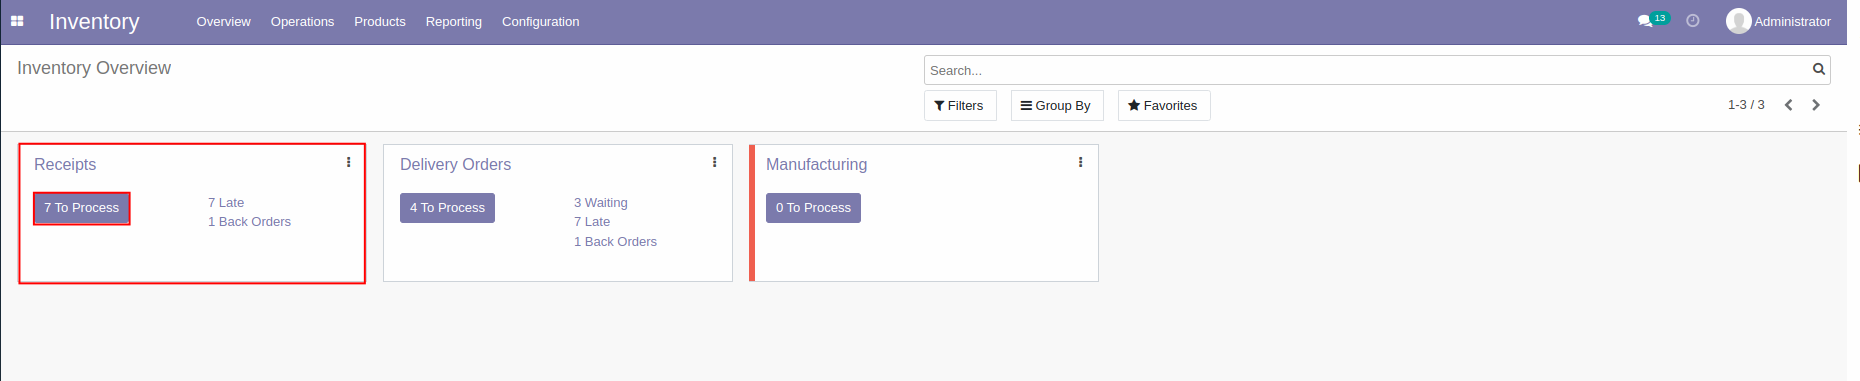 Inventory Overview Operations Products Reporting Configuration 13 Administrator
Inventory Overview
Search...
Filters Group By Favorites 1-3 / 3
Receipts
7 To Process
7 Late
1 Back Orders
Delivery Orders
4 To Process
3 Waiting
7 Late
1 Back Orders
Manufacturing
0 To Process